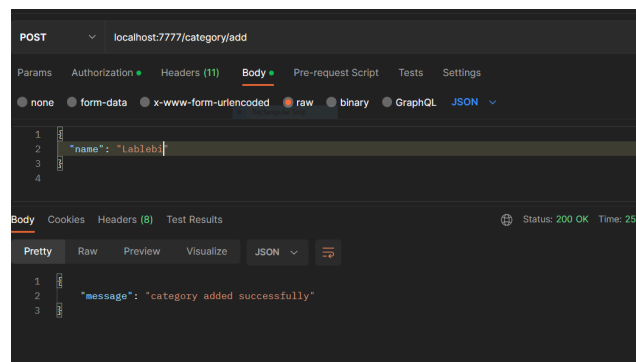 POST localhost:7777/category/add
Params Authorization Headers (11) Body Pre-request Script Tests Settings
none form-data x-www-form-urlencoded raw binary GraphQL JSON
1 {
2 "name": "Lablebi"
3 }
4
Body Cookies Headers (8) Test Results Status: 200 OK Time: 25
Pretty Raw Preview Visualize JSON
1 {
2 "message": "category added successfully"
3 }